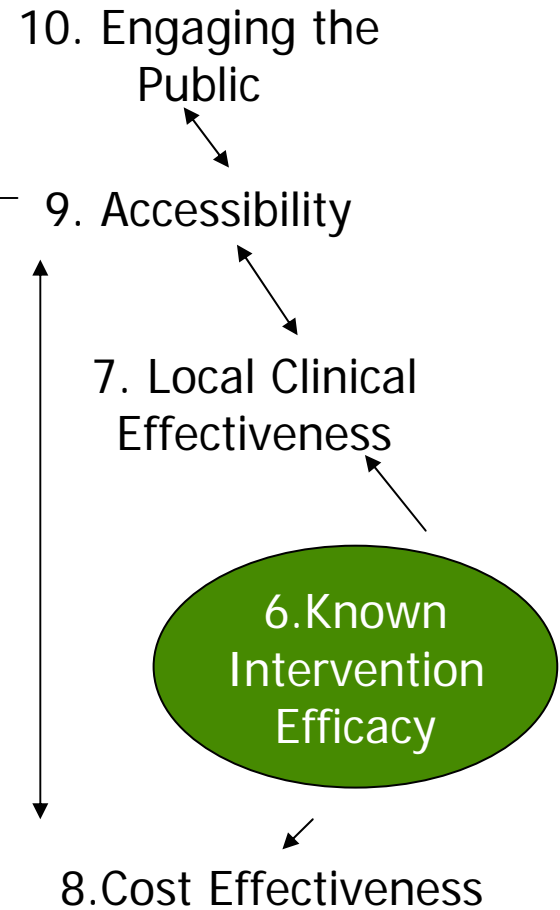 10. Engaging the
Public
9. Accessibility
7. Local Clinical
Effectiveness
6.Known
Intervention
Efficacy
8.Cost Effectiveness